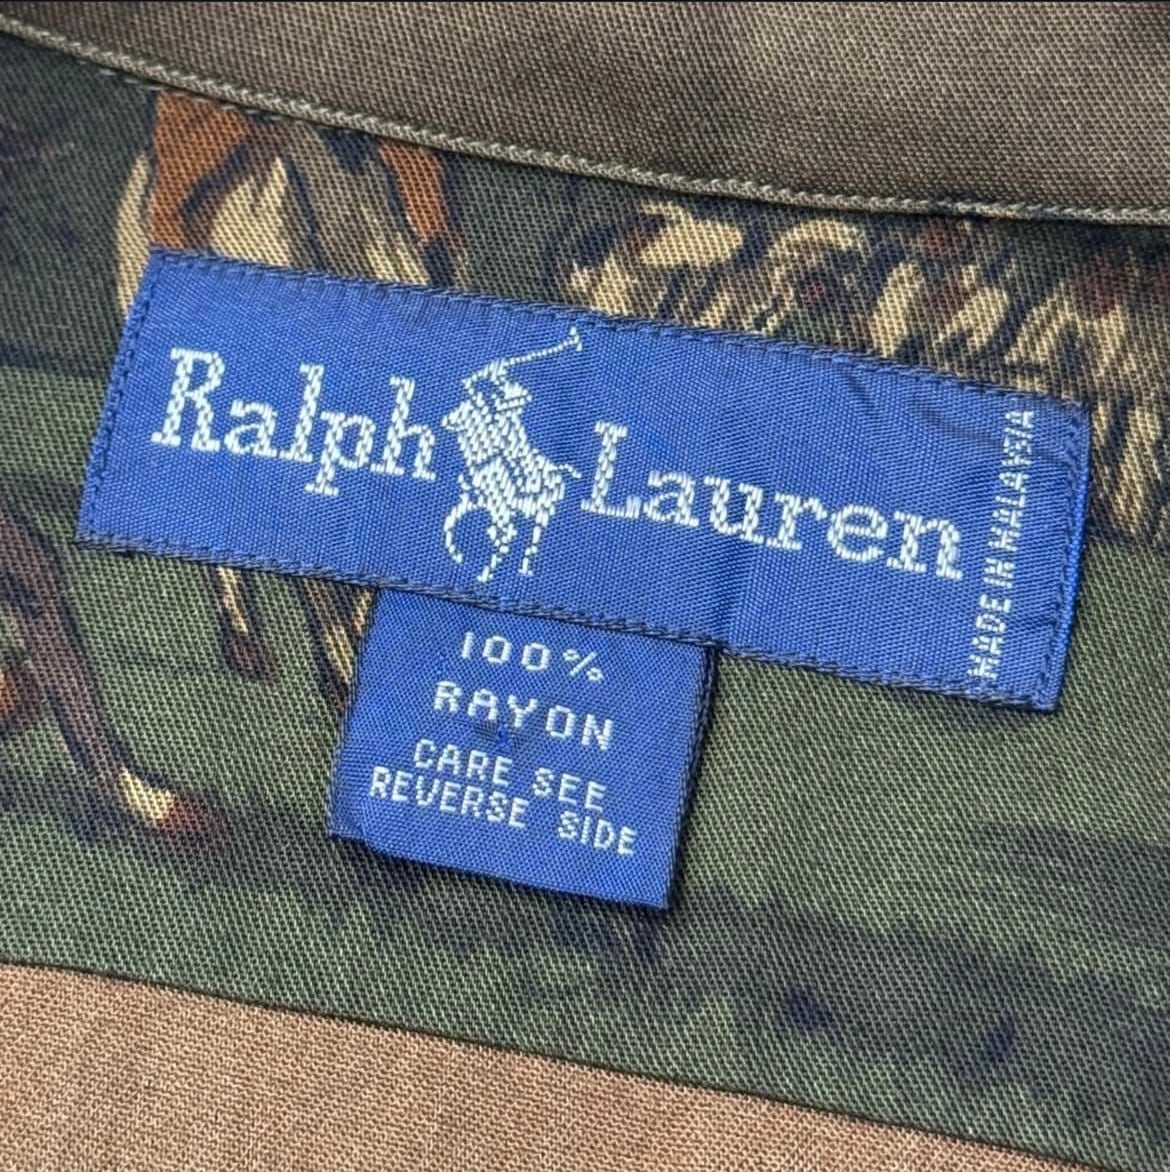 Ralph Lauren
MADE IN MALAYSIA
100%
RAYON
CARE SEE
REVERSE SIDE